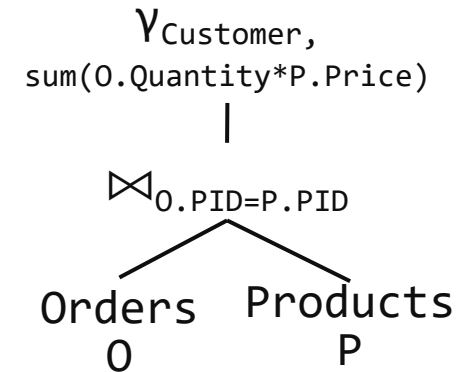 γCustomer,
sum(O.Quantity*P.Price)
⋈O.PID=P.PID
Orders Products
O P